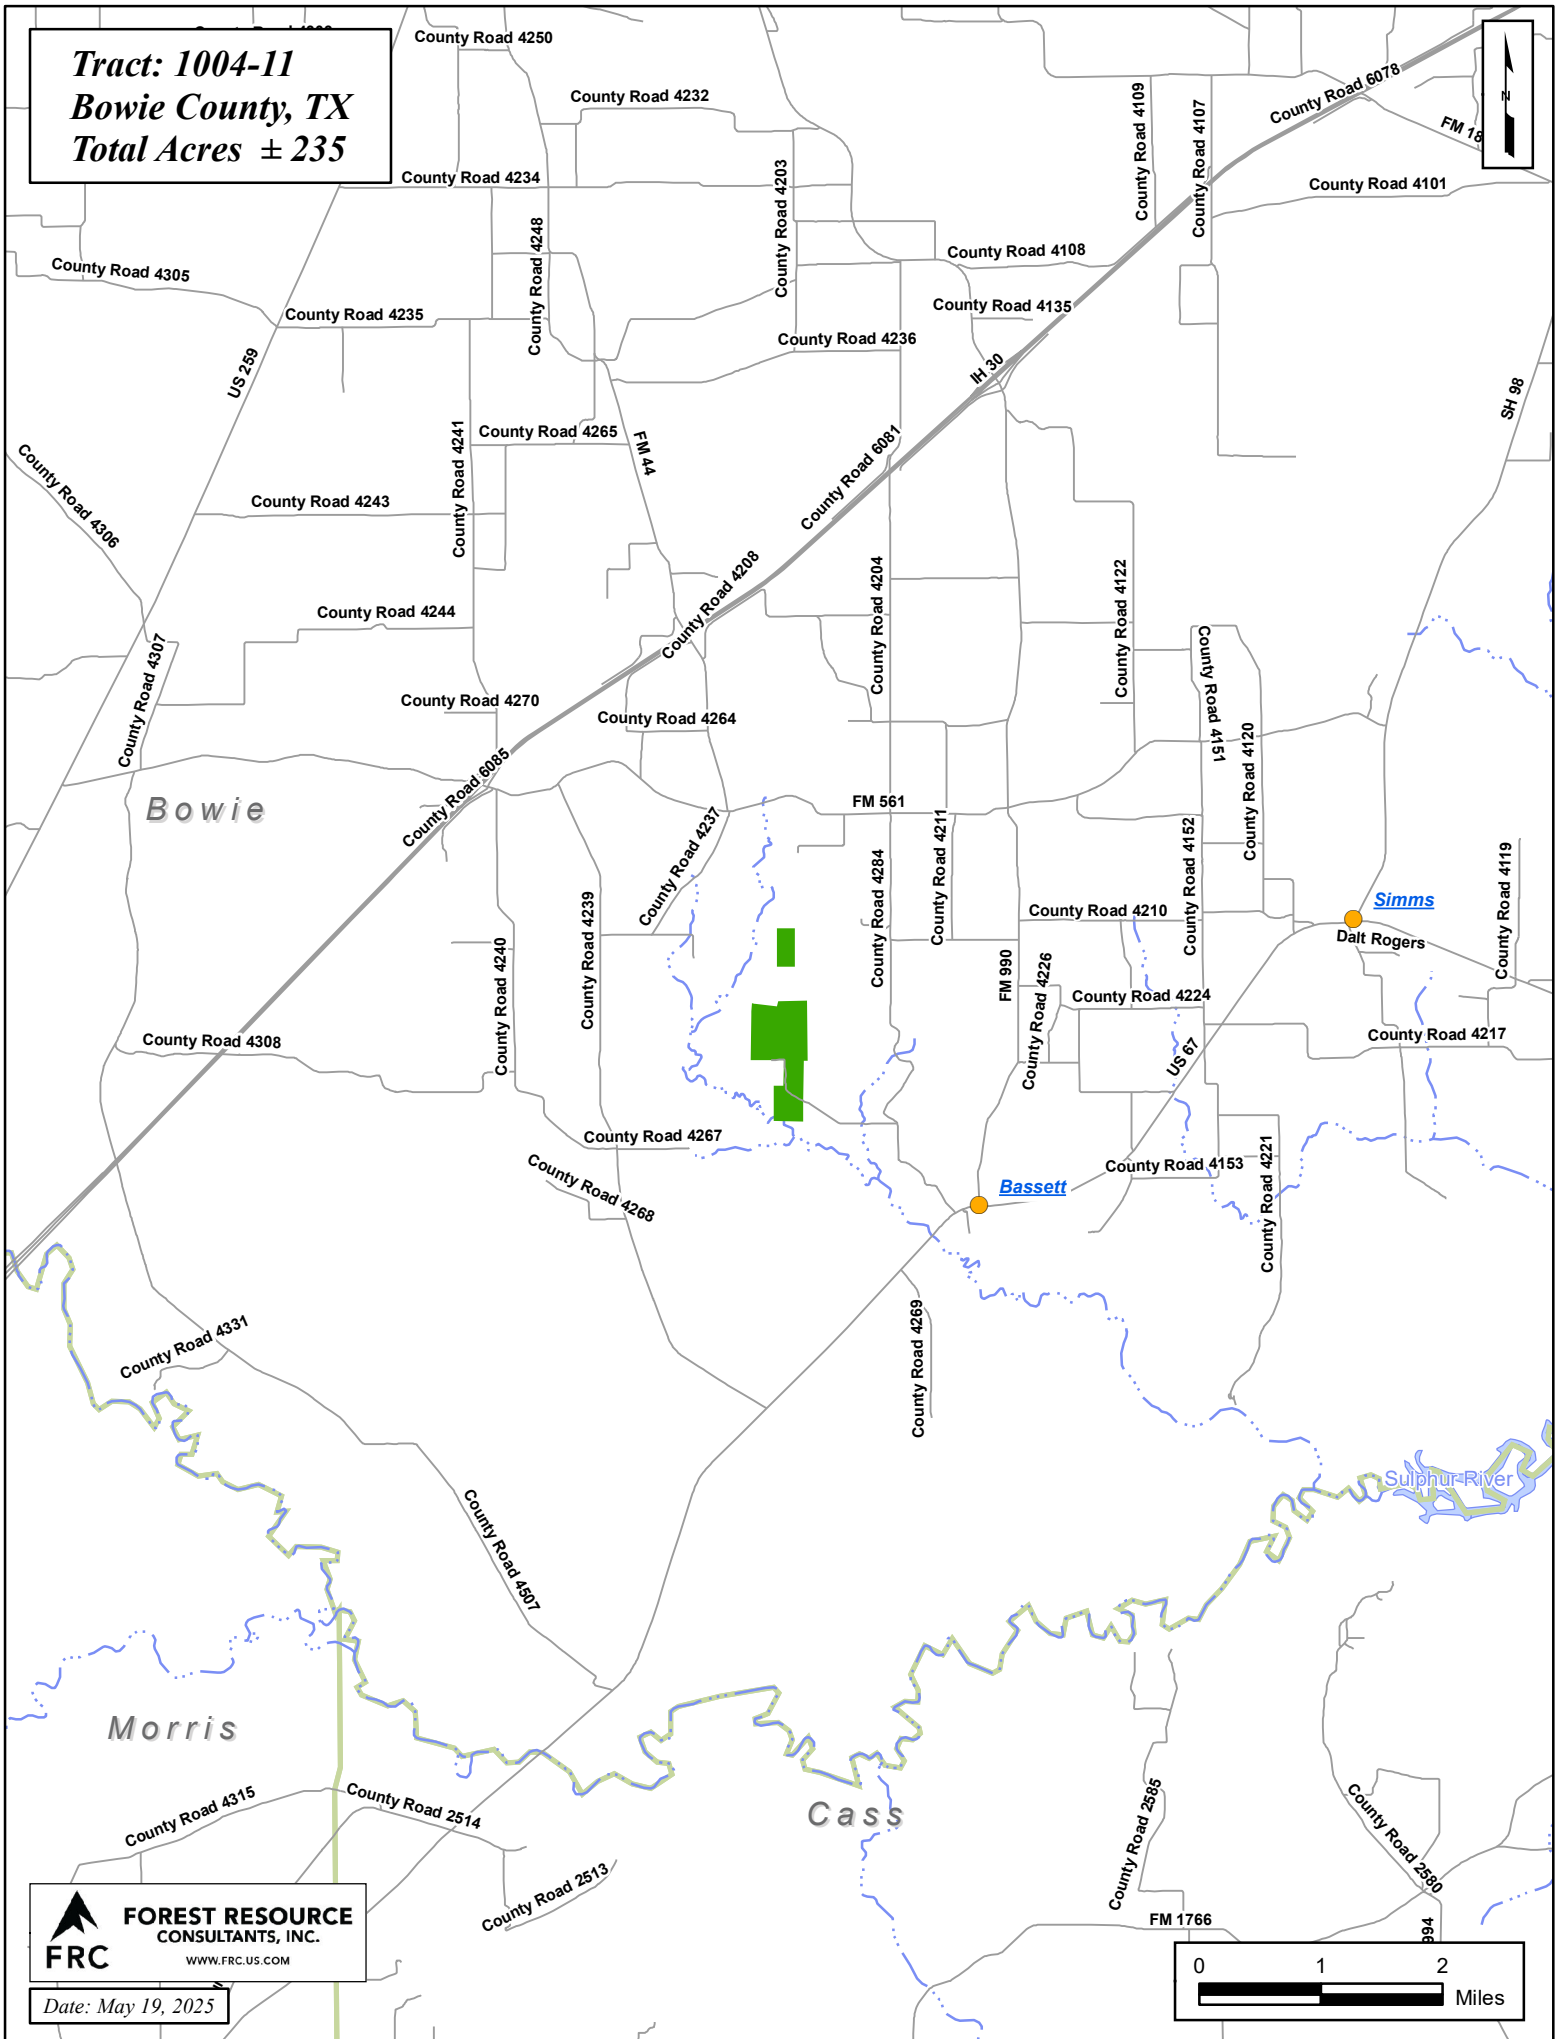 Tract: 1004-11
Bowie County, TX
Total Acres ± 235
County Road 4250
County Road 4232
County Road 6078
FM 18
N
County Road 4109
County Road 4107
County Road 4234
County Road 4203
County Road 4101
County Road 4248
County Road 4108
County Road 4305
County Road 4135
County Road 4235
County Road 4236
US 259
IH 30
SH 98
County Road 4241
County Road 4265
FM 44
County Road 6081
County Road 4306
County Road 4243
County Road 4208
County Road 4204
County Road 4122
County Road 4244
County Road 4307
County Road 4151
County Road 4270
County Road 4264
County Road 4120
County Road 6085
Bowie
FM 561
County Road 4237
County Road 4211
County Road 4152
County Road 4284
County Road 4119
County Road 4239
County Road 4210
Simms
Dalt Rogers
County Road 4240
FM 990
County Road 4226
County Road 4224
County Road 4308
US 67
County Road 4217
County Road 4267
County Road 4153
County Road 4221
County Road 4268
Bassett
County Road 4269
County Road 4331
Sulphur River
County Road 4507
Morris
County Road 4315
County Road 2514
Cass
County Road 2585
County Road 2580
County Road 2513
FM 1766
994
FRC
FOREST RESOURCE
CONSULTANTS, INC.
WWW.FRC.US.COM
Date: May 19, 2025
0 1 2
Miles